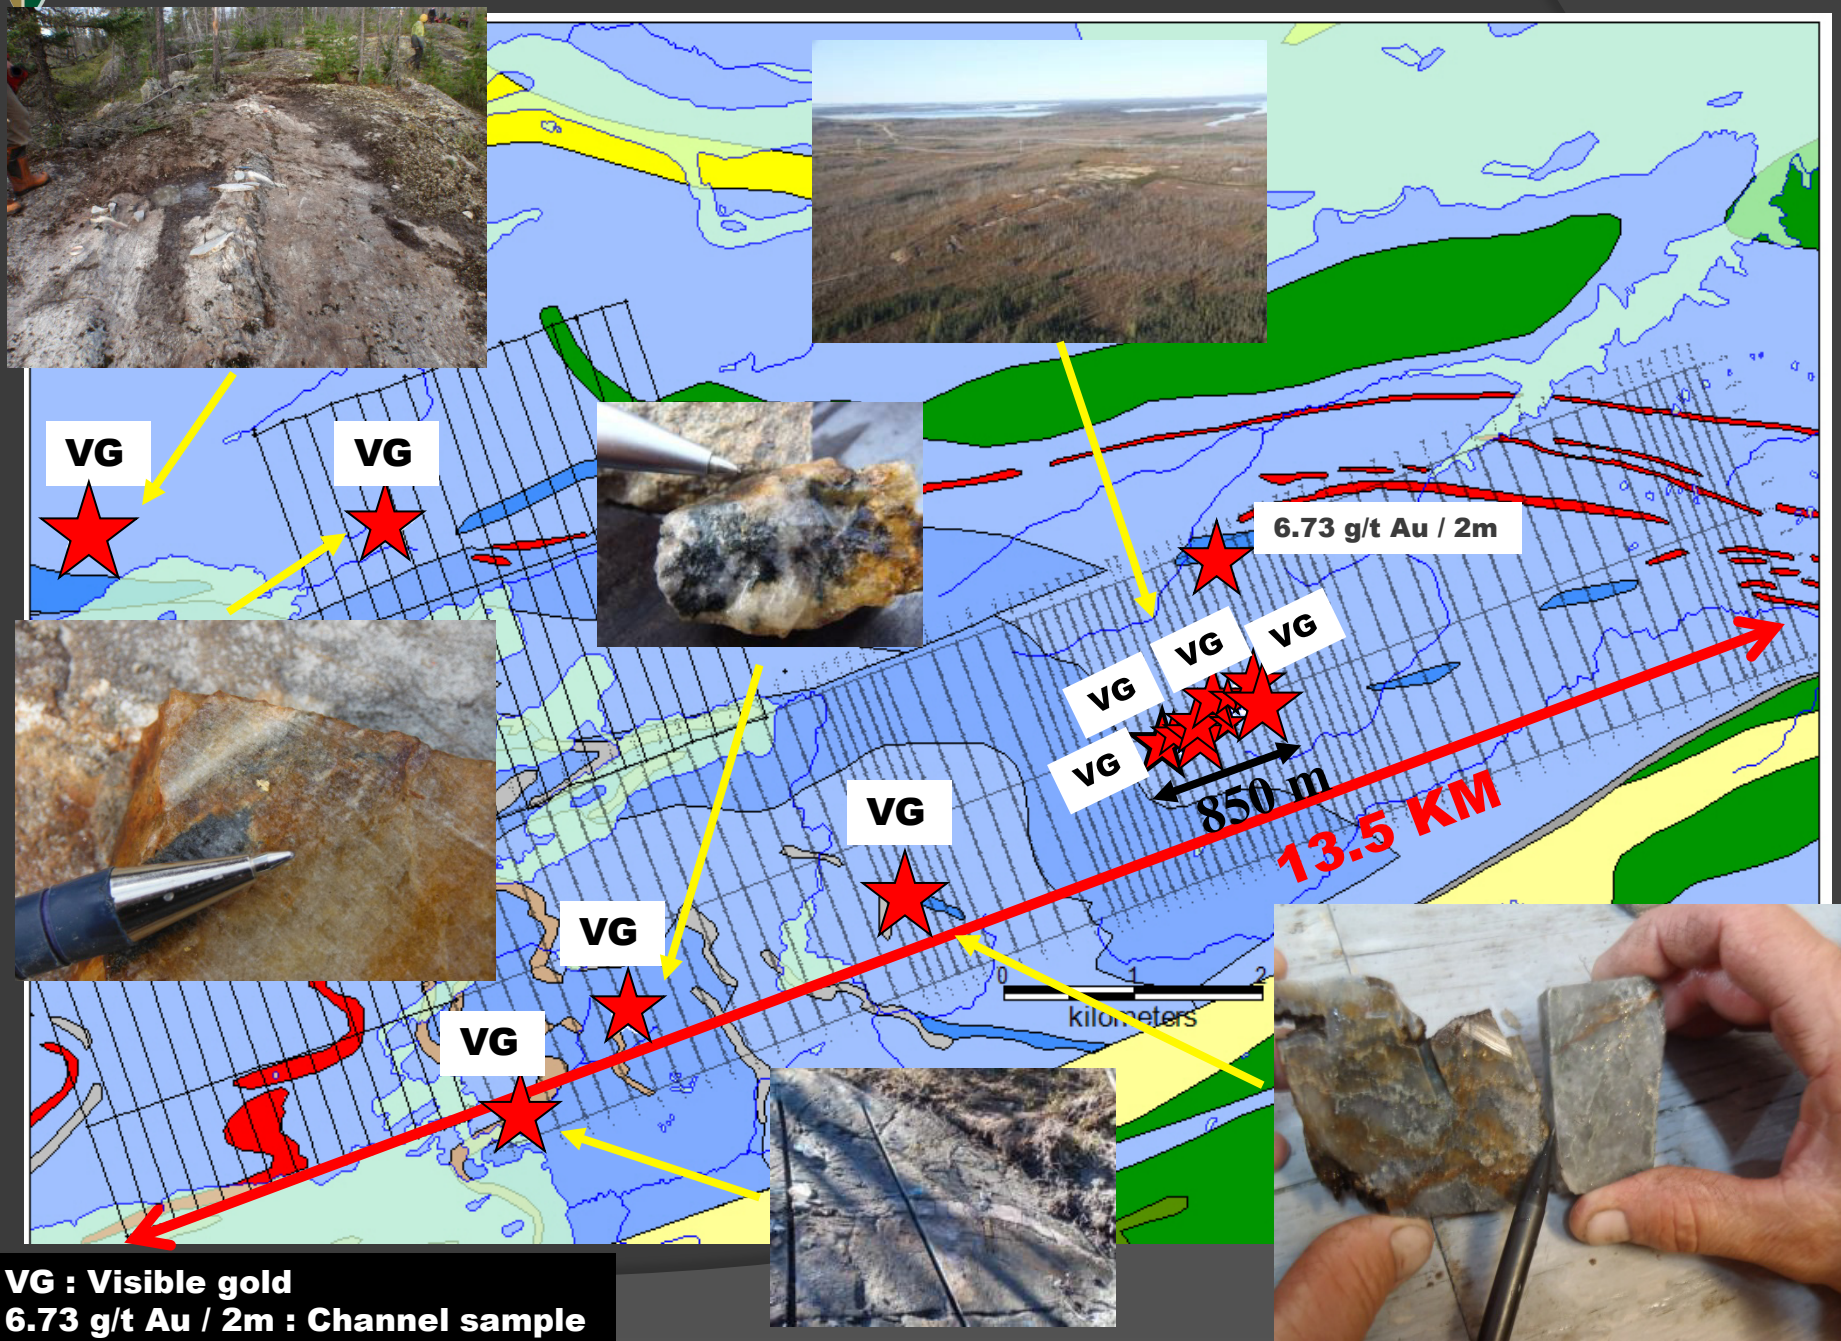 VG
VG
6.73 g/t Au / 2m
VG
VG
VG
VG
850 m
13.5 KM
VG
VG
VG
0 1 2
kilometers
VG : Visible gold
6.73 g/t Au / 2m : Channel sample